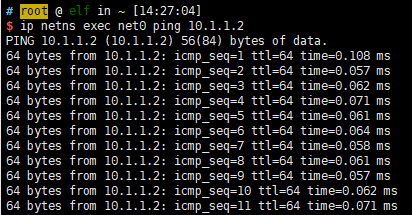 # root @ elf in ~ [14:27:04]
$ ip netns exec net0 ping 10.1.1.2
PING 10.1.1.2 (10.1.1.2) 56(84) bytes of data.
64 bytes from 10.1.1.2: icmp_seq=1 ttl=64 time=0.108 ms
64 bytes from 10.1.1.2: icmp_seq=2 ttl=64 time=0.057 ms
64 bytes from 10.1.1.2: icmp_seq=3 ttl=64 time=0.062 ms
64 bytes from 10.1.1.2: icmp_seq=4 ttl=64 time=0.071 ms
64 bytes from 10.1.1.2: icmp_seq=5 ttl=64 time=0.061 ms
64 bytes from 10.1.1.2: icmp_seq=6 ttl=64 time=0.064 ms
64 bytes from 10.1.1.2: icmp_seq=7 ttl=64 time=0.058 ms
64 bytes from 10.1.1.2: icmp_seq=8 ttl=64 time=0.061 ms
64 bytes from 10.1.1.2: icmp_seq=9 ttl=64 time=0.057 ms
64 bytes from 10.1.1.2: icmp_seq=10 ttl=64 time=0.062 ms
64 bytes from 10.1.1.2: icmp_seq=11 ttl=64 time=0.071 ms